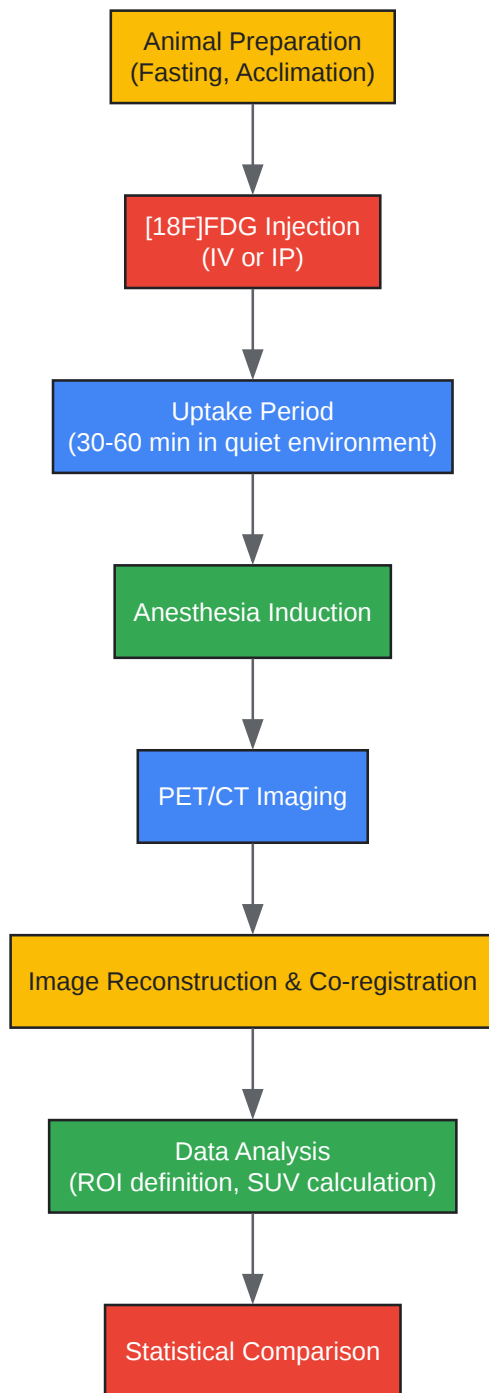 Animal Preparation
(Fasting, Acclimation)
[18F]FDG Injection
(IV or IP)
Uptake Period
(30-60 min in quiet environment)
Anesthesia Induction
PET/CT Imaging
Image Reconstruction & Co-registration
Data Analysis
(ROI definition, SUV calculation)
Statistical Comparison